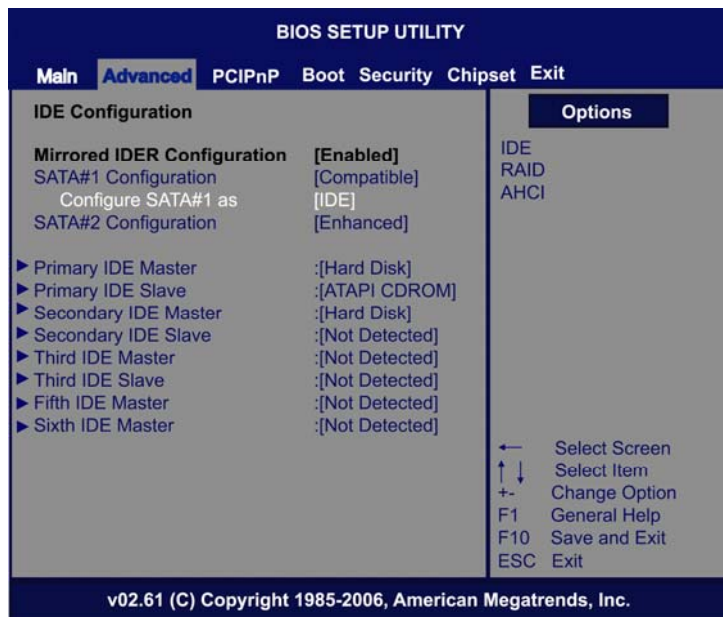 BIOS SETUP UTILITY
Main Advanced PCIPnP Boot Security Chipset Exit
IDE Configuration
Mirrored IDER Configuration [Enabled]
SATA#1 Configuration [Compatible]
Configure SATA#1 as [IDE]
SATA#2 Configuration [Enhanced]
Primary IDE Master :[Hard Disk]
Primary IDE Slave :[ATAPI CDROM]
Secondary IDE Master :[Hard Disk]
Secondary IDE Slave :[Not Detected]
Third IDE Master :[Not Detected]
Third IDE Slave :[Not Detected]
Fifth IDE Master :[Not Detected]
Sixth IDE Master :[Not Detected]
Options
IDE
RAID
AHCI
← Select Screen
↑ ↓ Select Item
+- Change Option
F1 General Help
F10 Save and Exit
ESC Exit
v02.61 (C) Copyright 1985-2006, American Megatrends, Inc.